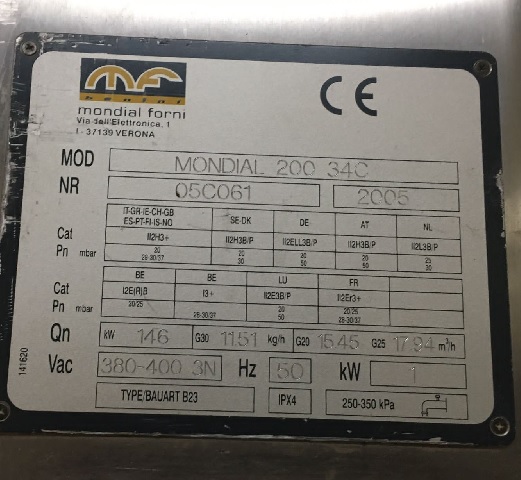 mf
mondial forni
Via dell'Elettronica, 1
I - 37139 VERONA
CE
MOD MONDIAL 200 34C
NR 05C061 2005
IT-GR-IE-CH-GB
ES-PT-FI-IS-NO SE-DK DE AT NL
Cat II2H3+ II2H3B/P II2ELL3B/P II2H3B/P II2L3B/P
Pn mbar 20 20 20 20 25
28-30/37 30 50 50 30
BE BE LU FR
Cat I2E(R)B I3+ II2E3B/P II2Er3+
Pn mbar 20/25 20 20/25
28-30/37 50 28-30/37
Qn kW 146 G30 11.51 kg/h G20 15.45 G25 17.94 m³/h
Vac 380-400 3N Hz 50 kW 1
TYPE/BAUART B23 IPX4 250-350 kPa
141620